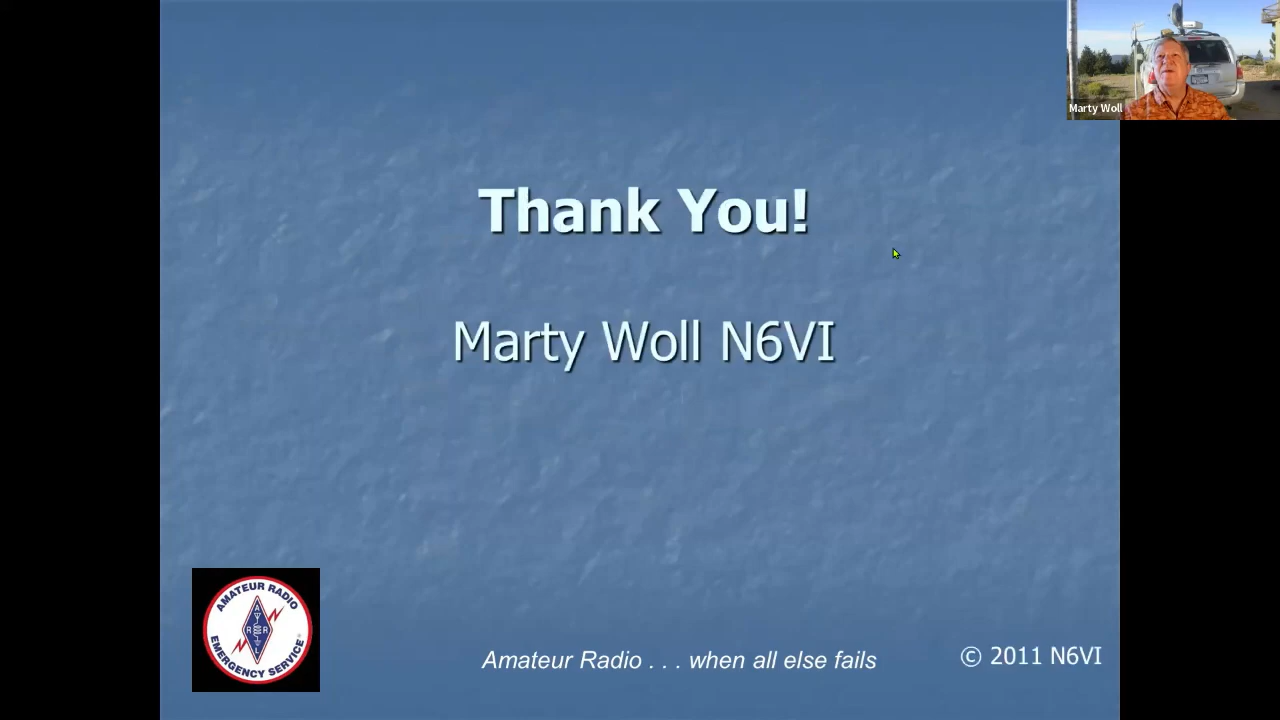 Marty Woll
Thank You!
Marty Woll N6VI
AMATEUR RADIO
A
R R
L
EMERGENCY SERVICE
Amateur Radio . . . when all else fails
© 2011 N6VI